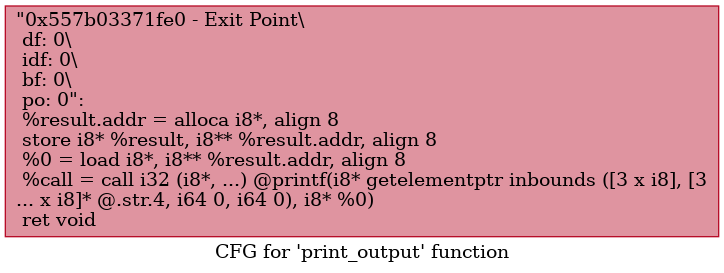 "0x557b03371fe0 - Exit Point\
df: 0\
idf: 0\
bf: 0\
po: 0":
%result.addr = alloca i8*, align 8
store i8* %result, i8** %result.addr, align 8
%0 = load i8*, i8** %result.addr, align 8
%call = call i32 (i8*, ...) @printf(i8* getelementptr inbounds ([3 x i8], [3
... x i8]* @.str.4, i64 0, i64 0), i8* %0)
ret void
CFG for 'print_output' function